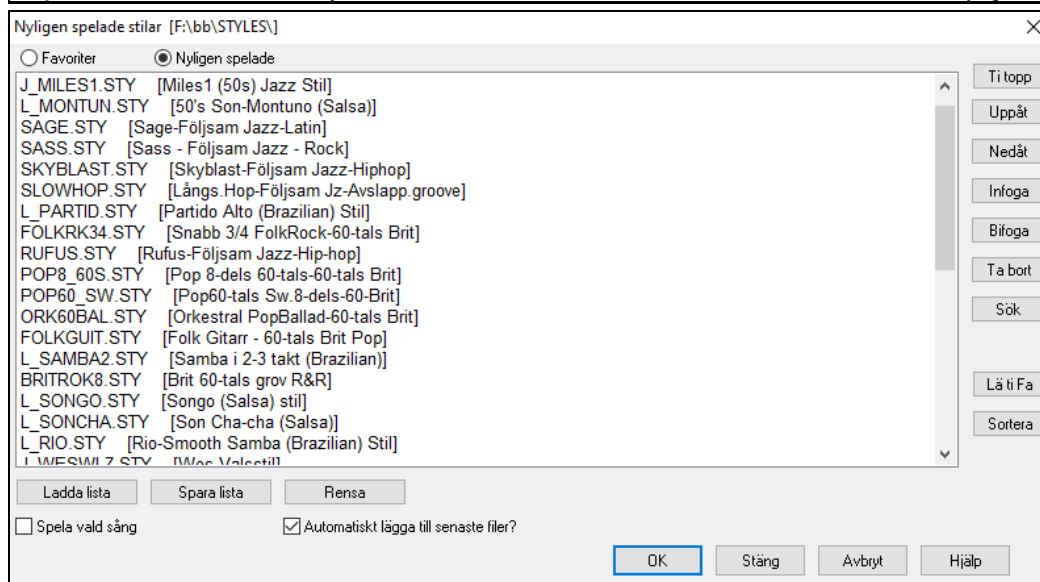 Nyligen spelade stilar [F:\bb\STYLES\]
Favoriter Nyligen spelade
J_MILES1.STY [Miles1 (50s) Jazz Stil]
L_MONTUN.STY [50's Son-Montuno (Salsa)]
SAGE.STY [Sage-Följsam Jazz-Latin]
SASS.STY [Sass - Följsam Jazz - Rock]
SKYBLAST.STY [Skyblast-Följsam Jazz-Hiphop]
SLOWHOP.STY [Långs.Hop-Följsam Jz-Avslapp.groove]
L_PARTID.STY [Partido Alto (Brazilian) Stil]
FOLKRK34.STY [Snabb 3/4 FolkRock-60-tals Brit]
RUFUS.STY [Rufus-Följsam Jazz-Hip-hop]
POP8_60S.STY [Pop 8-dels 60-tals-60-tals Brit]
POP60_SW.STY [Pop60-tals Sw.8-dels-60-Brit]
ORK60BAL.STY [Orkestral PopBallad-60-tals Brit]
FOLKGUIT.STY [Folk Gitarr - 60-tals Brit Pop]
L_SAMBA2.STY [Samba i 2-3 takt (Brazilian)]
BRITROK8.STY [Brit 60-tals grov R&R]
L_SONGO.STY [Songo (Salsa) stil]
L_SONCHA.STY [Son Cha-cha (Salsa)]
L_RIO.STY [Rio-Smooth Samba (Brazilian) Stil]
[Wes Valsstil]
Ti topp
Uppåt
Nedåt
Infoga
Bifoga
Ta bort
Sök
Lä ti Fa
Sortera
Ladda lista Spara lista Rensa
Spela vald sång Automatiskt lägga till senaste filer?
OK Stäng Avbryt Hjälp